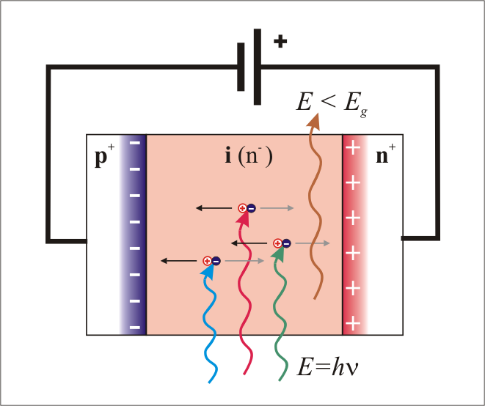 +
E < E_g
p⁺ i (n⁻) n⁺
E=hν